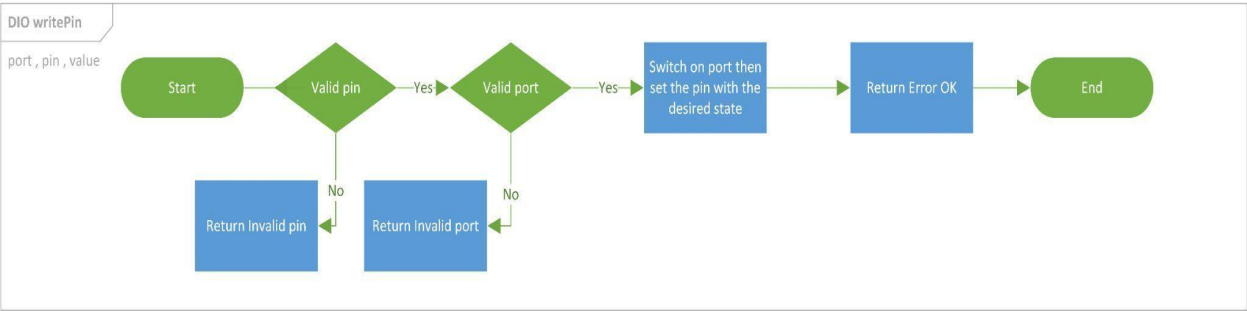 DIO writePin
port , pin , value
Start
Valid pin
Yes
Valid port
Yes
Switch on port then
set the pin with the
desired state
Return Error OK
End
No
No
Return Invalid pin
Return Invalid port